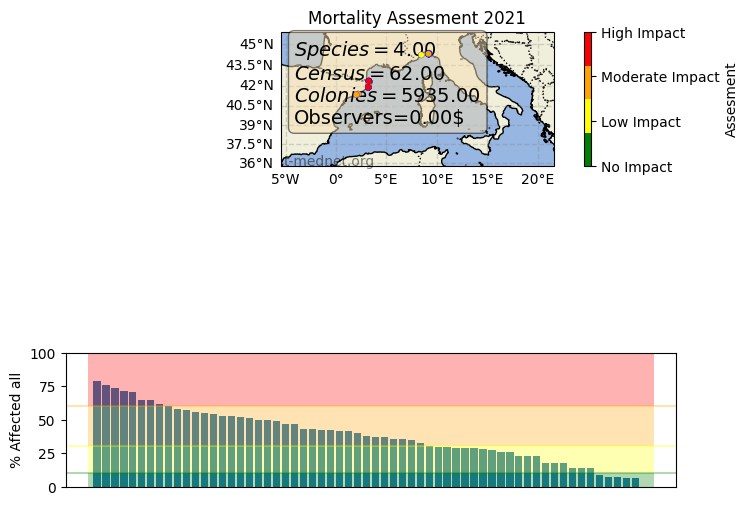 Mortality Assesment 2021
45°N
43.5°N
42°N
40.5°N
39°N
37.5°N
36°N
Species = 4.00
Census = 62.00
Colonies = 5935.00
Observers=0.00$
t-mednet.org
5°W 0° 5°E 10°E 15°E 20°E
High Impact
Moderate Impact
Low Impact
No Impact
Assesment
% Affected all
100
75
50
25
0